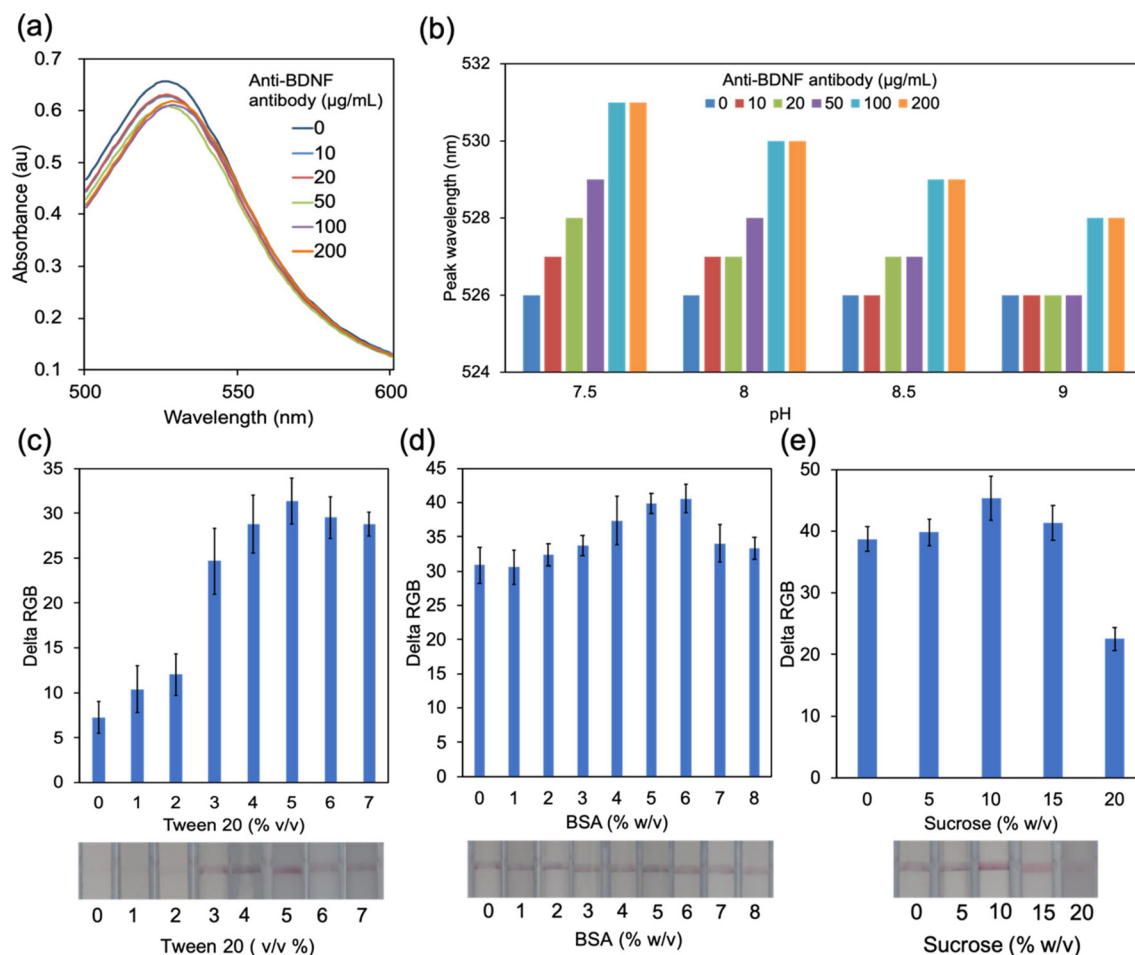 (a)
0.7
0.6
0.5
0.4
0.3
0.2
0.1
Absorbance (au)
Anti-BDNF
antibody (µg/mL)
0
10
20
50
100
200
500
550
600
Wavelength (nm)
(b)
532
530
528
526
524
Peak wavelength (nm)
Anti-BDNF antibody (µg/mL)
0 10 20 50 100 200
7.5 8 8.5 9
pH
(c)
35
30
25
20
15
10
5
0
Delta RGB
0 1 2 3 4 5 6 7
Tween 20 (% v/v)
0 1 2 3 4 5 6 7
Tween 20 ( v/v %)
(d)
45
40
35
30
25
20
15
10
5
0
Delta RGB
0 1 2 3 4 5 6 7 8
BSA (% w/v)
0 1 2 3 4 5 6 7 8
BSA (% w/v)
(e)
50
40
30
20
10
0
Delta RGB
0 5 10 15 20
Sucrose (% w/v)
0 5 10 15 20
Sucrose (% w/v)